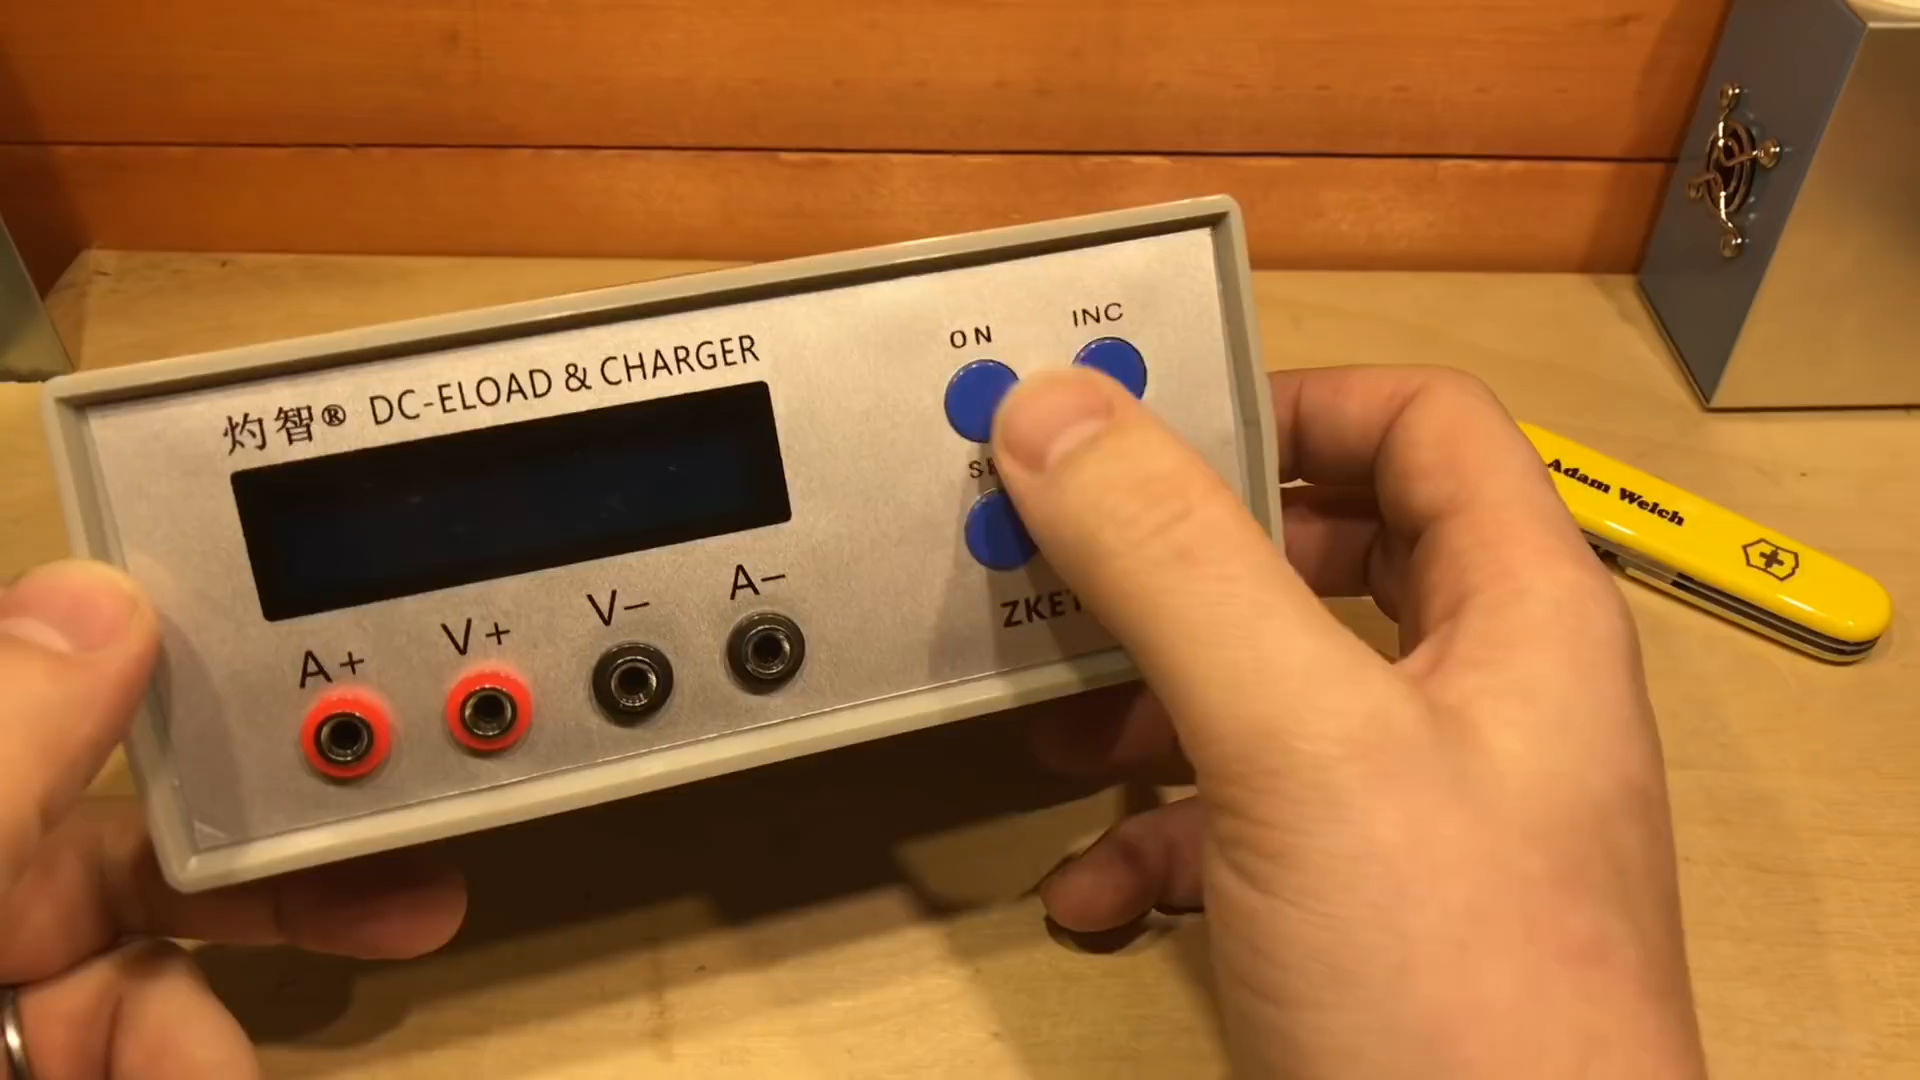 灼智® DC-ELOAD & CHARGER
ON
INC
A+
V+
V−
A−
Adam Welch